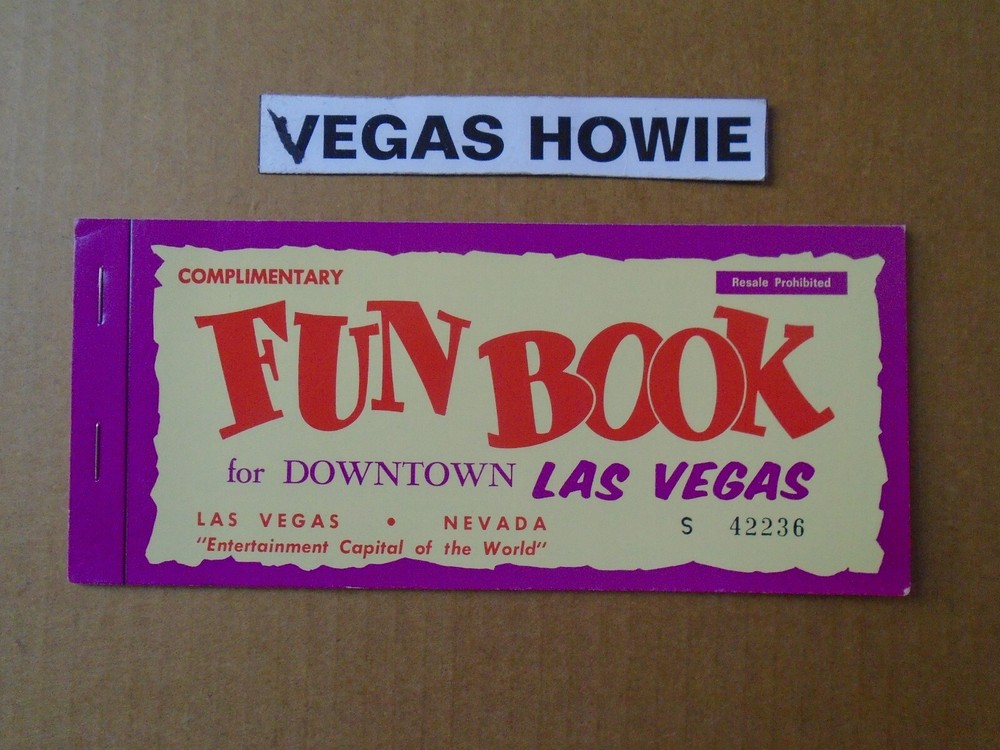 VEGAS HOWIE
COMPLIMENTARY
Resale Prohibited
FUN BOOK
for DOWNTOWN LAS VEGAS
LAS VEGAS • NEVADA
S 42236
"Entertainment Capital of the World"